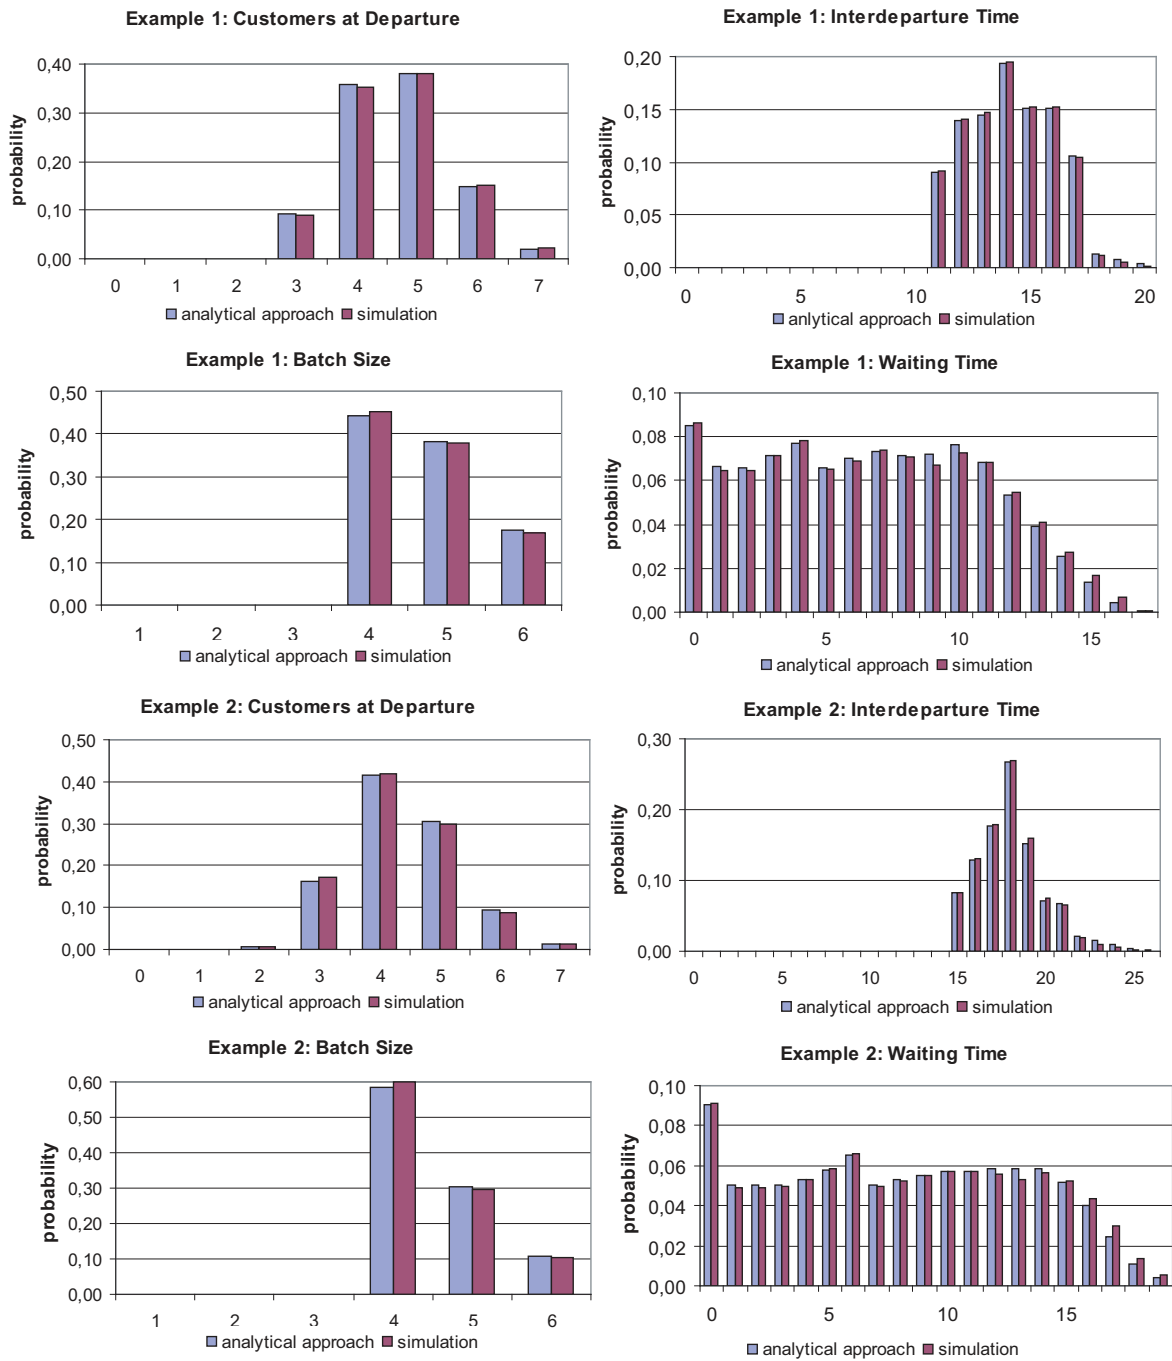 Example 1: Customers at Departure
probability
0,40
0,30
0,20
0,10
0,00
0 1 2 3 4 5 6 7
analytical approach simulation
Example 1: Interdeparture Time
probability
0,20
0,15
0,10
0,05
0,00
0 5 10 15 20
anlytical approach simulation
Example 1: Batch Size
probability
0,50
0,40
0,30
0,20
0,10
0,00
1 2 3 4 5 6
analytical approach simulation
Example 1: Waiting Time
probability
0,10
0,08
0,06
0,04
0,02
0,00
0 5 10 15
analytical approach simulation
Example 2: Customers at Departure
probability
0,50
0,40
0,30
0,20
0,10
0,00
0 1 2 3 4 5 6 7
analytical approach simulation
Example 2: Interdeparture Time
probability
0,30
0,20
0,10
0,00
0 5 10 15 20 25
analytical approach simulation
Example 2: Batch Size
probability
0,60
0,50
0,40
0,30
0,20
0,10
0,00
1 2 3 4 5 6
analytical approach simulation
Example 2: Waiting Time
probability
0,10
0,08
0,06
0,04
0,02
0,00
0 5 10 15
analytical approach simulation